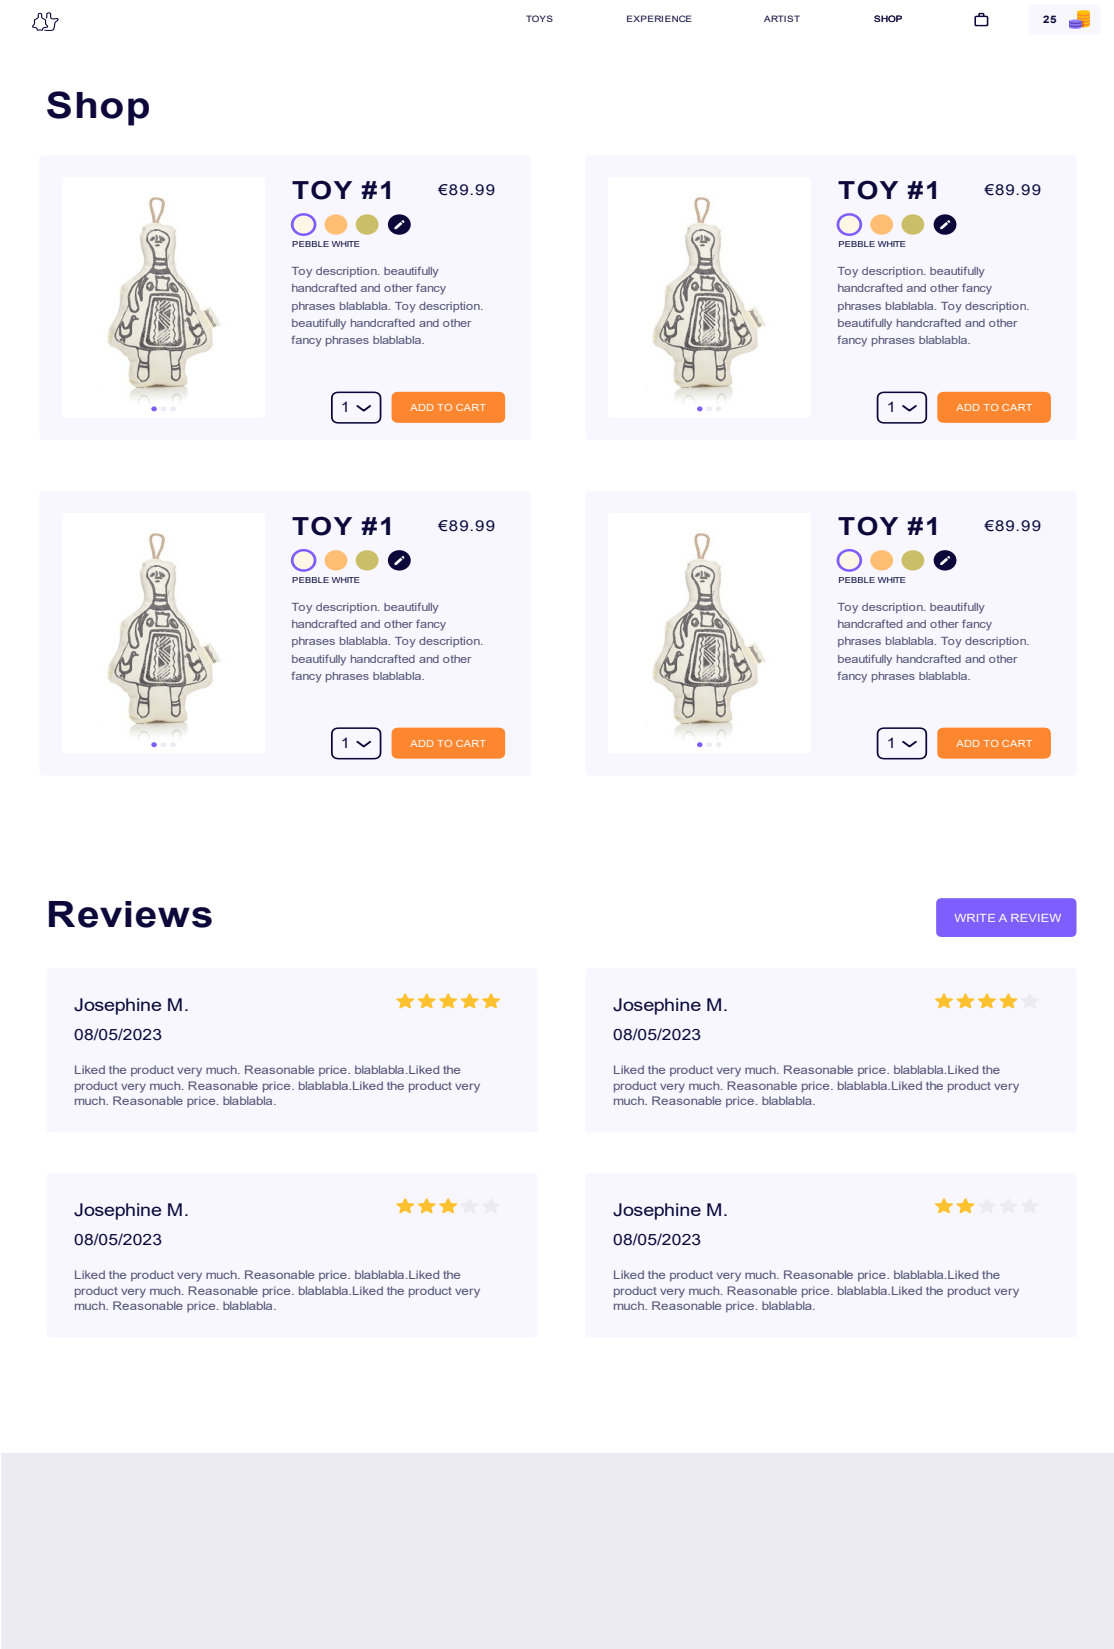 TOYS EXPERIENCE ARTIST SHOP 25
Shop
TOY #1 €89.99
PEBBLE WHITE
Toy description. beautifully
handcrafted and other fancy
phrases blablabla. Toy description.
beautifully handcrafted and other
fancy phrases blablabla.
1 ADD TO CART
TOY #1 €89.99
PEBBLE WHITE
Toy description. beautifully
handcrafted and other fancy
phrases blablabla. Toy description.
beautifully handcrafted and other
fancy phrases blablabla.
1 ADD TO CART
TOY #1 €89.99
PEBBLE WHITE
Toy description. beautifully
handcrafted and other fancy
phrases blablabla. Toy description.
beautifully handcrafted and other
fancy phrases blablabla.
1 ADD TO CART
TOY #1 €89.99
PEBBLE WHITE
Toy description. beautifully
handcrafted and other fancy
phrases blablabla. Toy description.
beautifully handcrafted and other
fancy phrases blablabla.
1 ADD TO CART
Reviews
WRITE A REVIEW
Josephine M.
08/05/2023
Liked the product very much. Reasonable price. blablabla.Liked the
product very much. Reasonable price. blablabla.Liked the product very
much. Reasonable price. blablabla.
Josephine M.
08/05/2023
Liked the product very much. Reasonable price. blablabla.Liked the
product very much. Reasonable price. blablabla.Liked the product very
much. Reasonable price. blablabla.
Josephine M.
08/05/2023
Liked the product very much. Reasonable price. blablabla.Liked the
product very much. Reasonable price. blablabla.Liked the product very
much. Reasonable price. blablabla.
Josephine M.
08/05/2023
Liked the product very much. Reasonable price. blablabla.Liked the
product very much. Reasonable price. blablabla.Liked the product very
much. Reasonable price. blablabla.